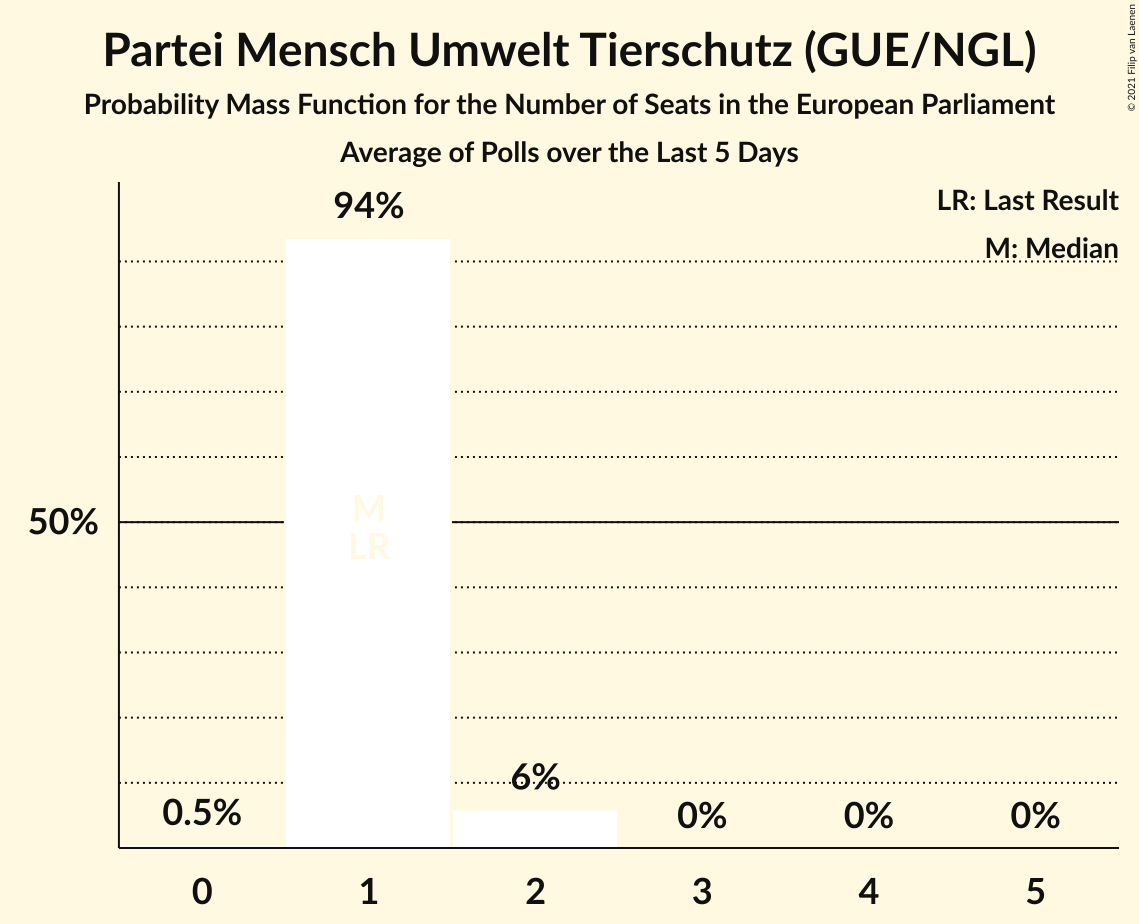 Partei Mensch Umwelt Tierschutz (GUE/NGL)
Probability Mass Function for the Number of Seats in the European Parliament
Average of Polls over the Last 5 Days
© 2021 Filip van Laenen
LR: Last Result
M: Median
94%
M
LR
50%
6%
0.5%
0%
0%
0%
0
1
2
3
4
5